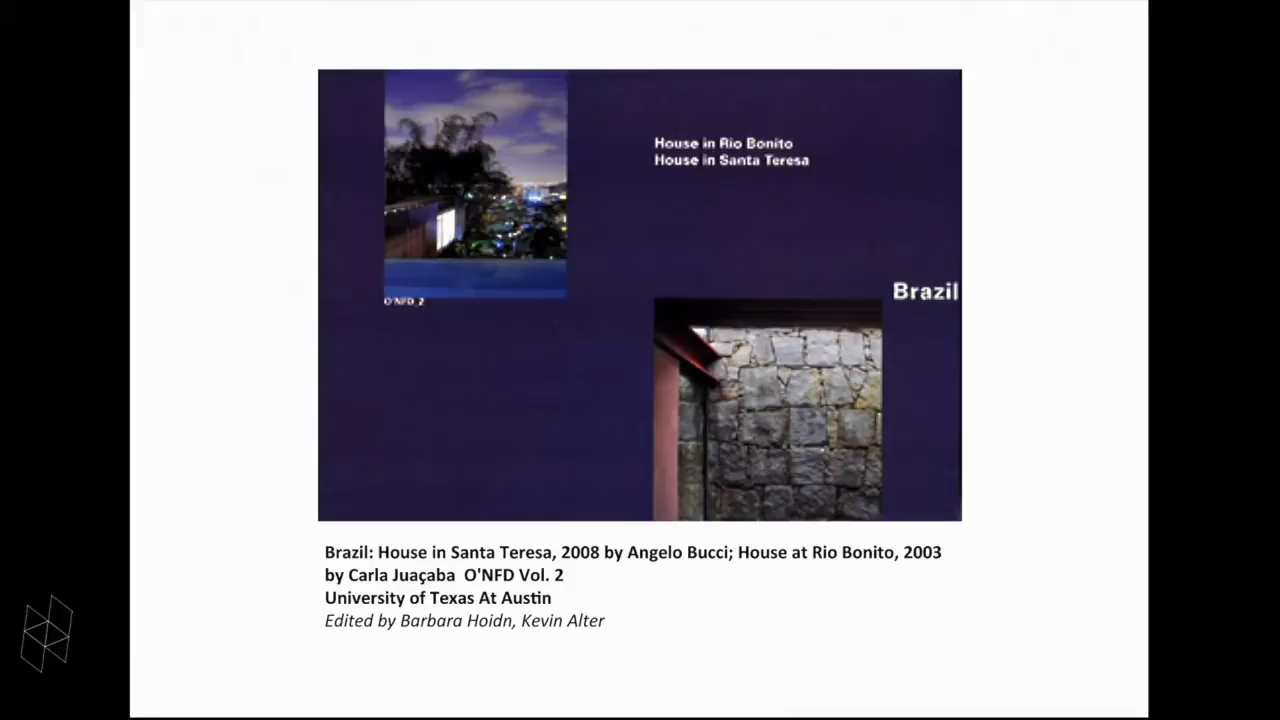 House in Rio Bonito
House in Santa Teresa
Brazil
O'NFD_2
Brazil: House in Santa Teresa, 2008 by Angelo Bucci; House at Rio Bonito, 2003
by Carla Juaçaba O'NFD Vol. 2
University of Texas At Austin
Edited by Barbara Hoidn, Kevin Alter